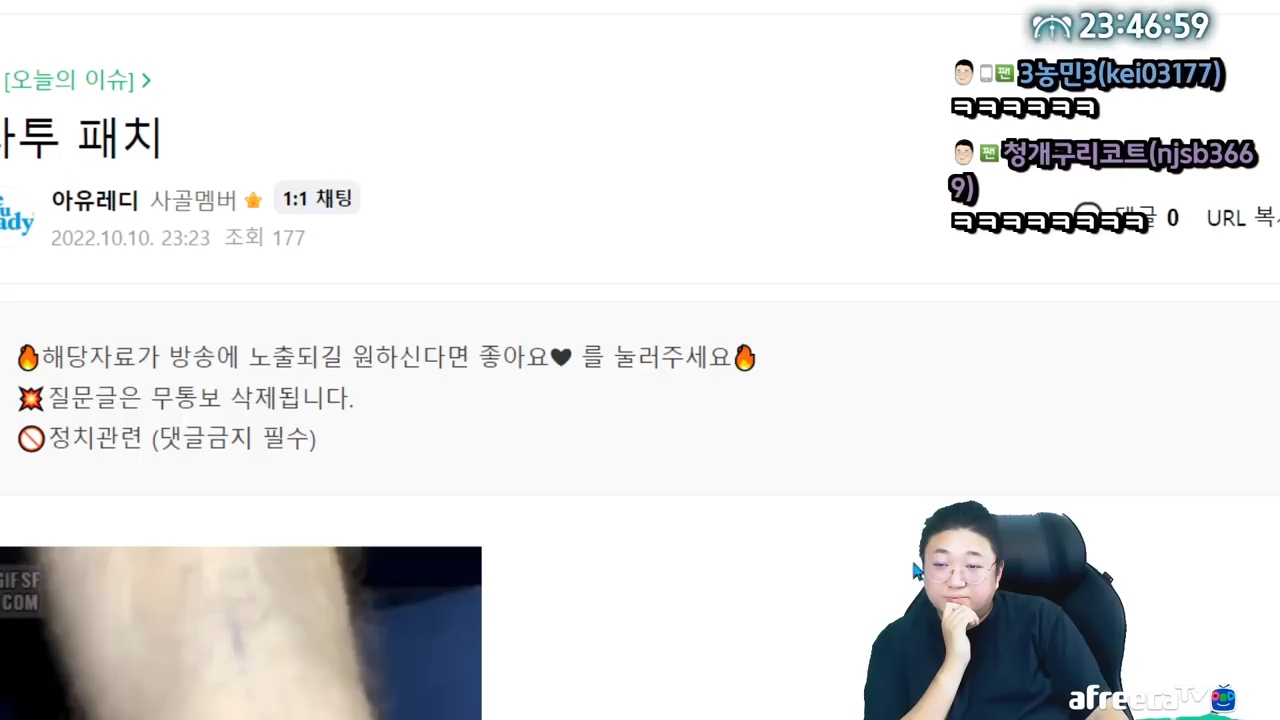 23:46:59
[오늘의 이슈] >
투 패치
아유레디 사골멤버 1:1 채팅
2022.10.10. 23:23 조회 177
3농민3(kei03177)
ㅋㅋㅋㅋㅋㅋ
청개구리코트(njsb366
9)
ㅋㅋㅋㅋㅋㅋㅋㅋ
댓글 0 URL 복
ady
🔥해당자료가 방송에 노출되길 원하신다면 좋아요🖤 를 눌러주세요🔥
💥질문글은 무통보 삭제됩니다.
🚫정치관련 (댓글금지 필수)
GIFSF
.COM
afreecaTV